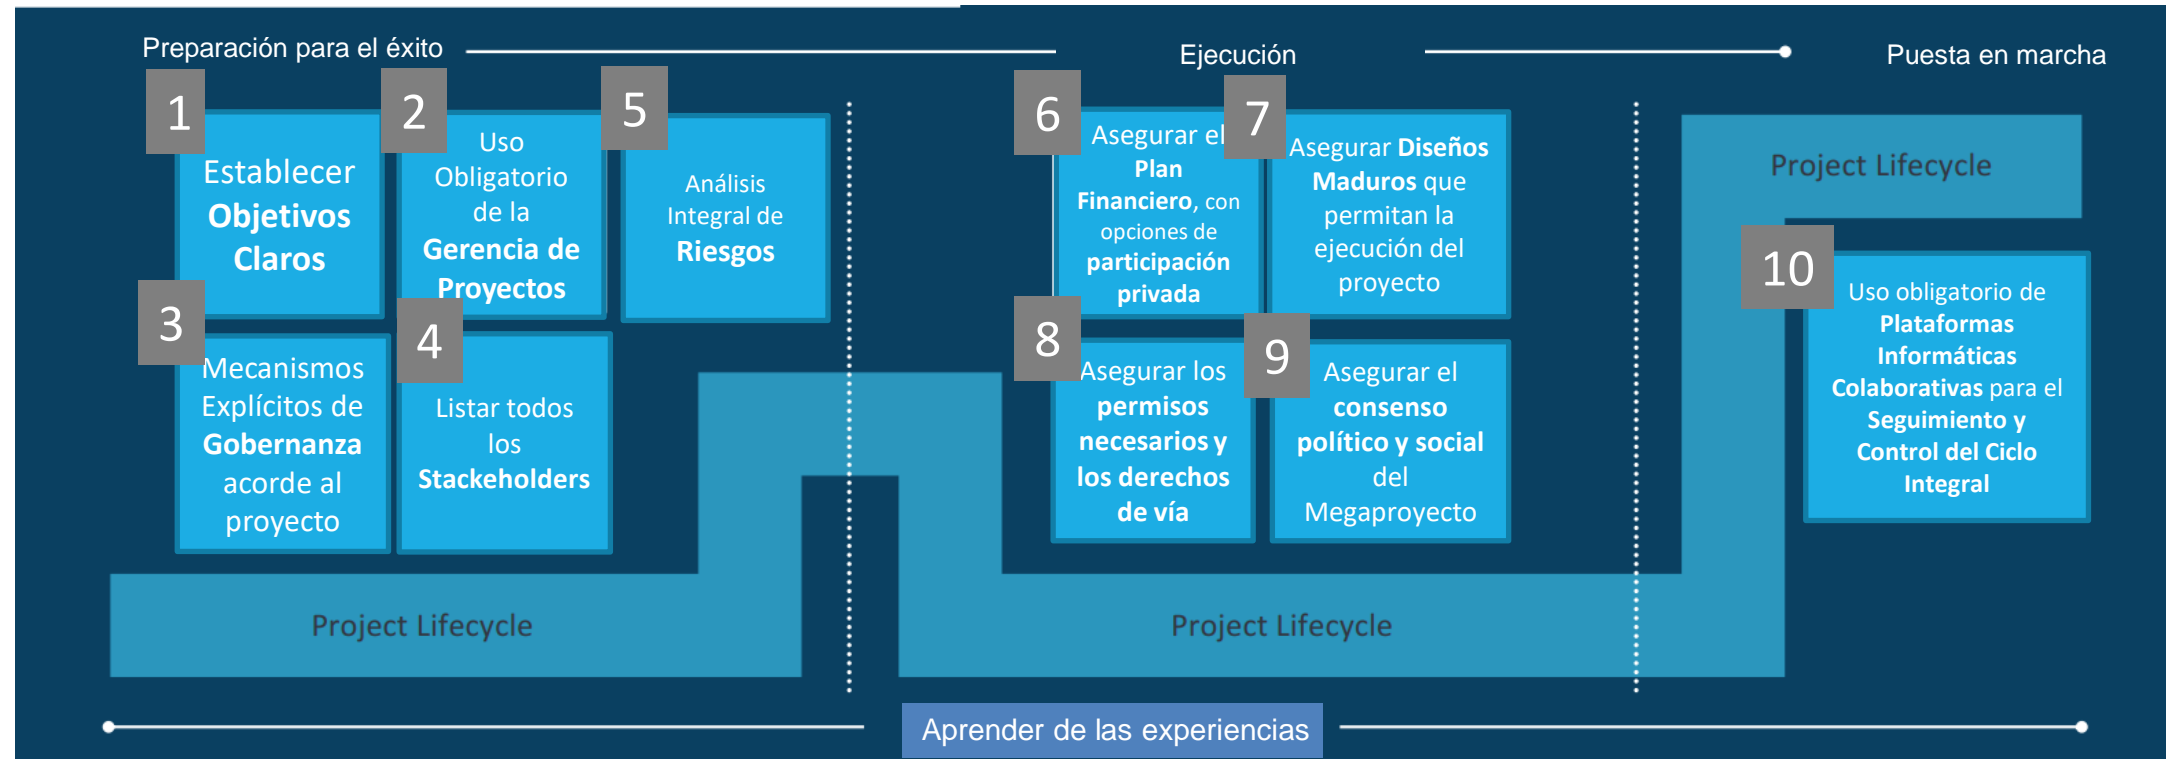 Preparación para el éxito
Ejecución
Puesta en marcha
1
Establecer
Objetivos
Claros
2
Uso
Obligatorio
de la
Gerencia de
Proyectos
5
Análisis
Integral de
Riesgos
3
Mecanismos
Explícitos de
Gobernanza
acorde al
proyecto
4
Listar todos
los
Stackeholders
6
Asegurar el
Plan
Financiero, con
opciones de
participación
privada
7
Asegurar Diseños
Maduros que
permitan la
ejecución del
proyecto
8
Asegurar los
permisos
necesarios y
los derechos
de vía
9
Asegurar el
consenso
político y social
del
Megaproyecto
Project Lifecycle
10
Uso obligatorio de
Plataformas
Informáticas
Colaborativas para el
Seguimiento y
Control del Ciclo
Integral
Project Lifecycle
Project Lifecycle
Aprender de las experiencias